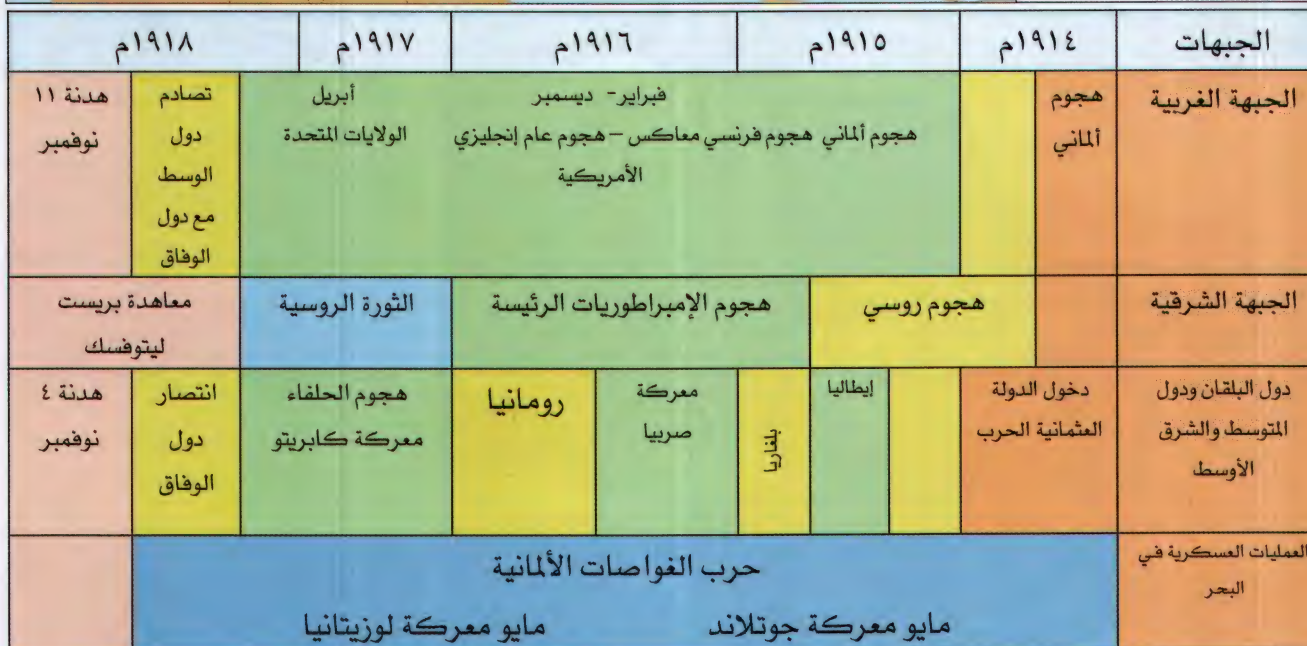 الجبهات ١٩١٤م ١٩١٥م ١٩١٦م ١٩١٧م ١٩١٨م
الجبهة الغربية
هجوم
ألماني
فبراير- ديسمبر
هجوم ألماني هجوم فرنسي معاكس – هجوم عام إنجليزي
الأمريكية
أبريل
الولايات المتحدة
تصادم
دول
الوسط
مع دول
الوفاق
هدنة ١١
نوفمبر
الجبهة الشرقية
هجوم روسي
هجوم الإمبراطوريات الرئيسة
الثورة الروسية
معاهدة بريست
ليتوفسك
دول البلقان ودول
المتوسط والشرق
الأوسط
دخول الدولة
العثمانية الحرب
إيطاليا
بلغاريا
معركة
صربيا
رومانيا
هجوم الحلفاء
معركة كابريتو
انتصار
دول
الوفاق
هدنة ٤
نوفمبر
العمليات العسكرية في
البحر
حرب الغواصات الألمانية
مايو معركة جوتلاند مايو معركة لوزيتانيا